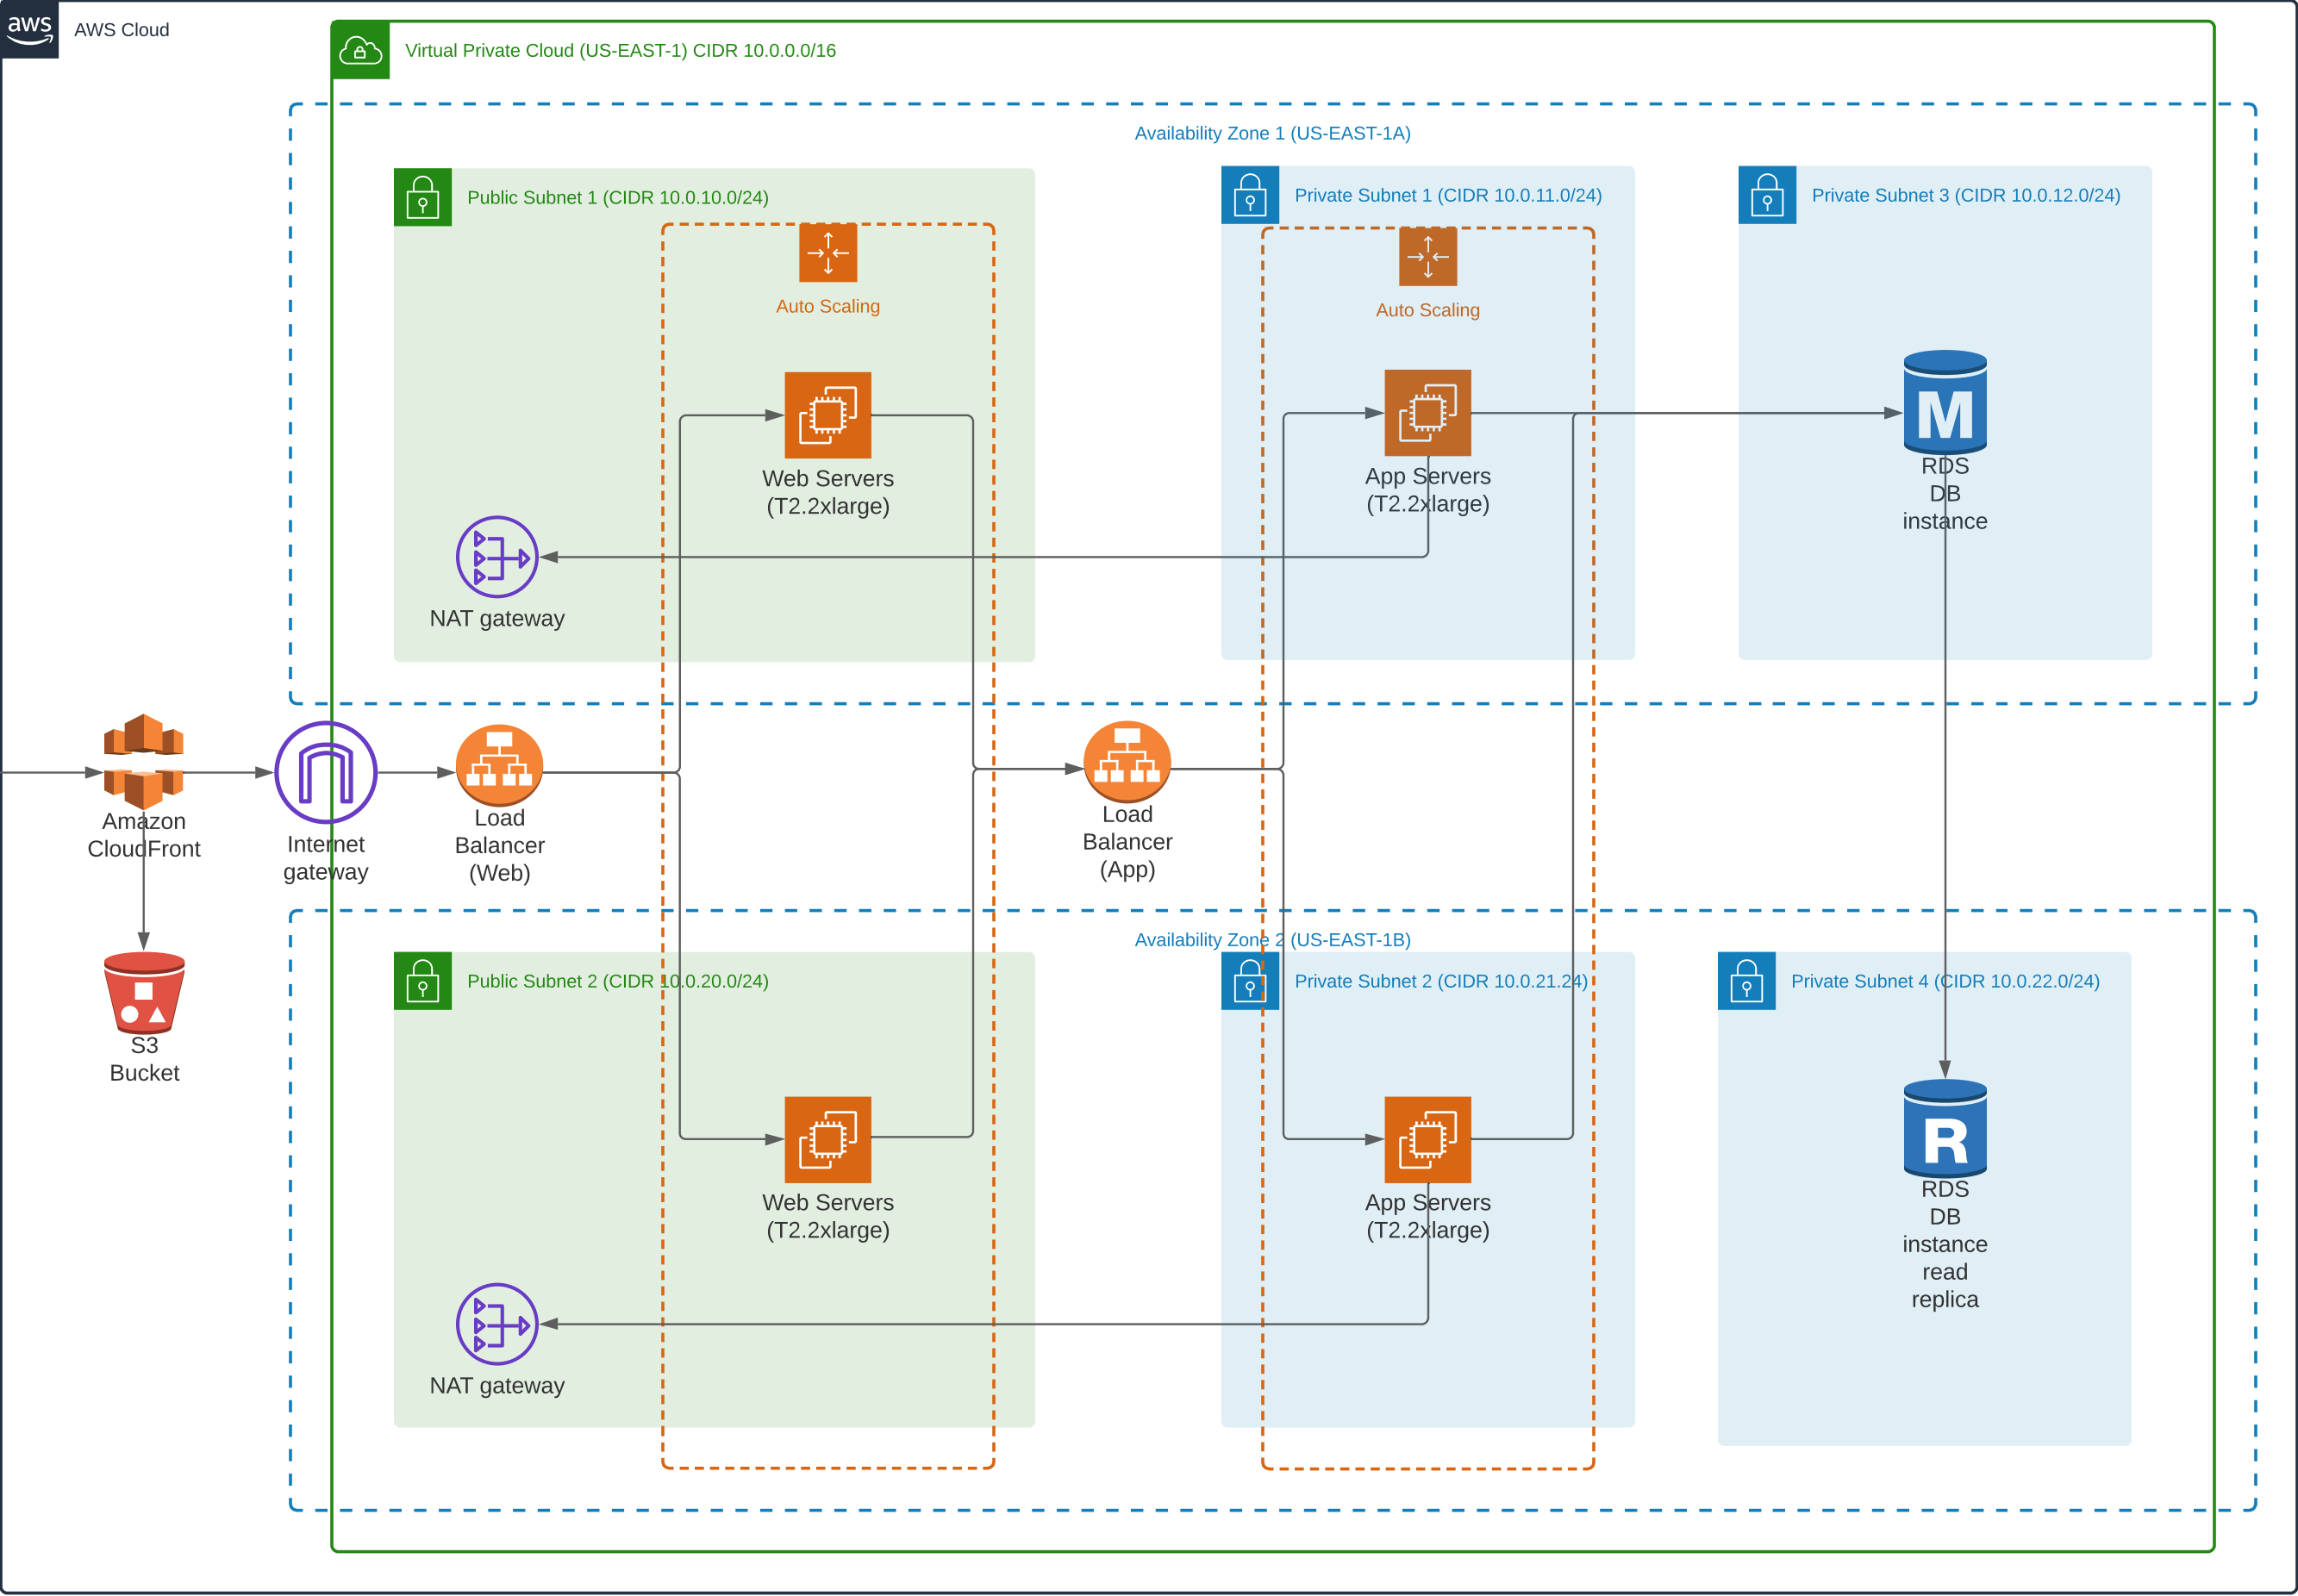 aws
AWS Cloud
Virtual Private Cloud (US-EAST-1) CIDR 10.0.0.0/16
Availability Zone 1 (US-EAST-1A)
Public Subnet 1 (CIDR 10.0.10.0/24)
Private Subnet 1 (CIDR 10.0.11.0/24)
Private Subnet 3 (CIDR 10.0.12.0/24)
Auto Scaling
Auto Scaling
Web Servers
(T2.2xlarge)
App Servers
(T2.2xlarge)
M
RDS
DB
instance
NAT gateway
Amazon
CloudFront
Internet
gateway
Load
Balancer
(Web)
Load
Balancer
(App)
Availability Zone 2 (US-EAST-1B)
Public Subnet 2 (CIDR 10.0.20.0/24)
Private Subnet 2 (CIDR 10.0.21.24)
Private Subnet 4 (CIDR 10.0.22.0/24)
S3
Bucket
Web Servers
(T2.2xlarge)
App Servers
(T2.2xlarge)
R
RDS
DB
instance
read
replica
NAT gateway